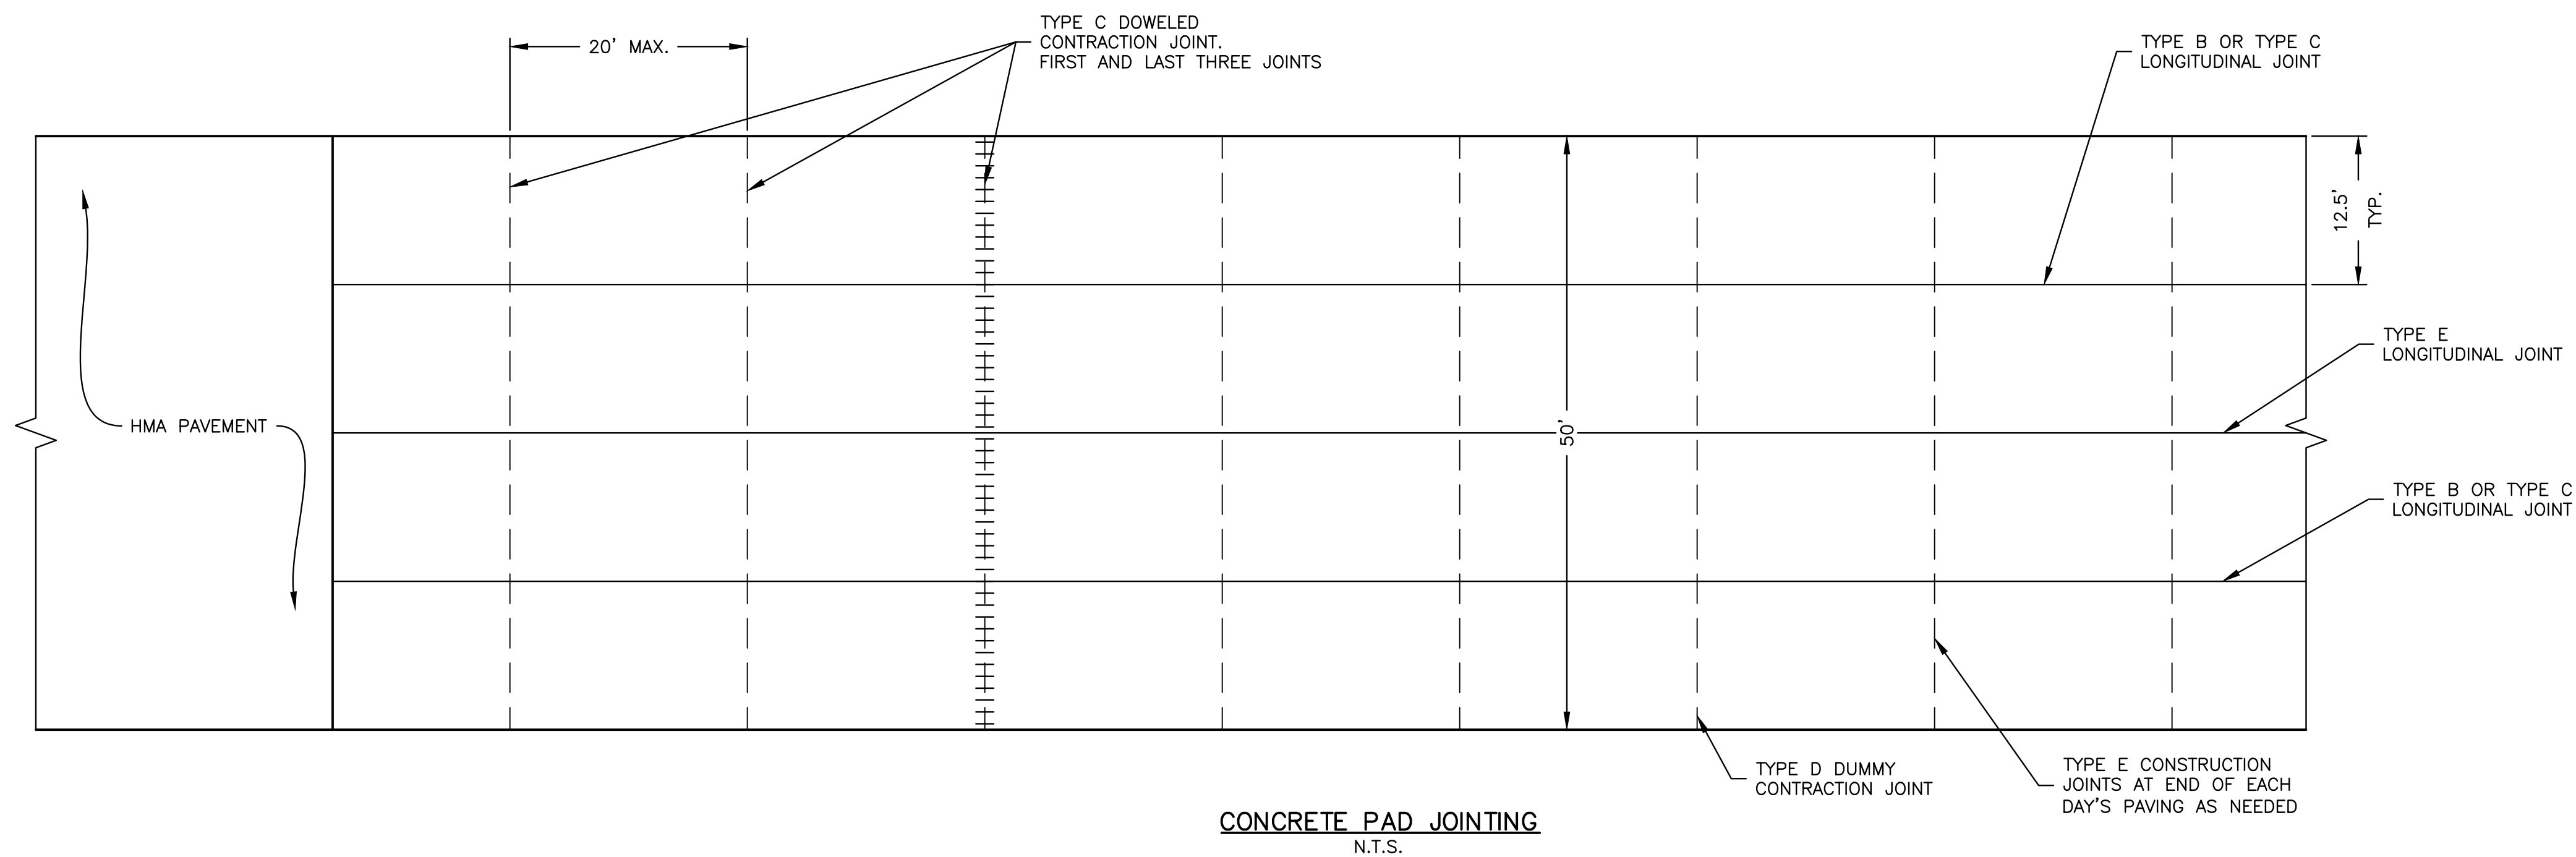 20' MAX.
TYPE C DOWELED
CONTRACTION JOINT.
FIRST AND LAST THREE JOINTS
TYPE B OR TYPE C
LONGITUDINAL JOINT
12.5'
TYP.
TYPE E
LONGITUDINAL JOINT
HMA PAVEMENT
50'
TYPE B OR TYPE C
LONGITUDINAL JOINT
TYPE D DUMMY
CONTRACTION JOINT
TYPE E CONSTRUCTION
JOINTS AT END OF EACH
DAY'S PAVING AS NEEDED
CONCRETE PAD JOINTING
N.T.S.